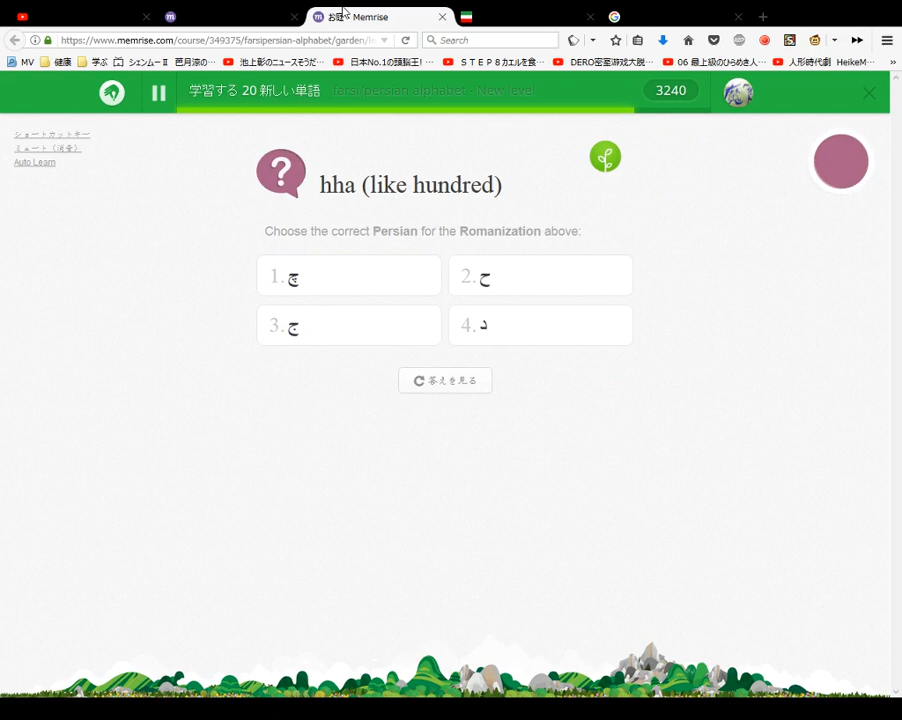 お庭 Memrise
https://www.memrise.com/course/349375/farsipersian-alphabet/garden/le
Search
MV 健康 学ぶ シェンムーⅡ 芭月涼の… 池上彰のニュースそうだ… 日本No.1の頭脳王!… ＳＴＥＰ８カエルを食… DERO密室游戏大脱… 06 最上級のひらめき人… 人形時代劇 HeikeM…
学習する 20 新しい単語 farsi/persian alphabet - New level 3240
ショートカットキー
ミュート（消音）
Auto Learn
? hha (like hundred)
Choose the correct Persian for the Romanization above:
1. چ 2. ح
3. ج 4. د
答えを見る